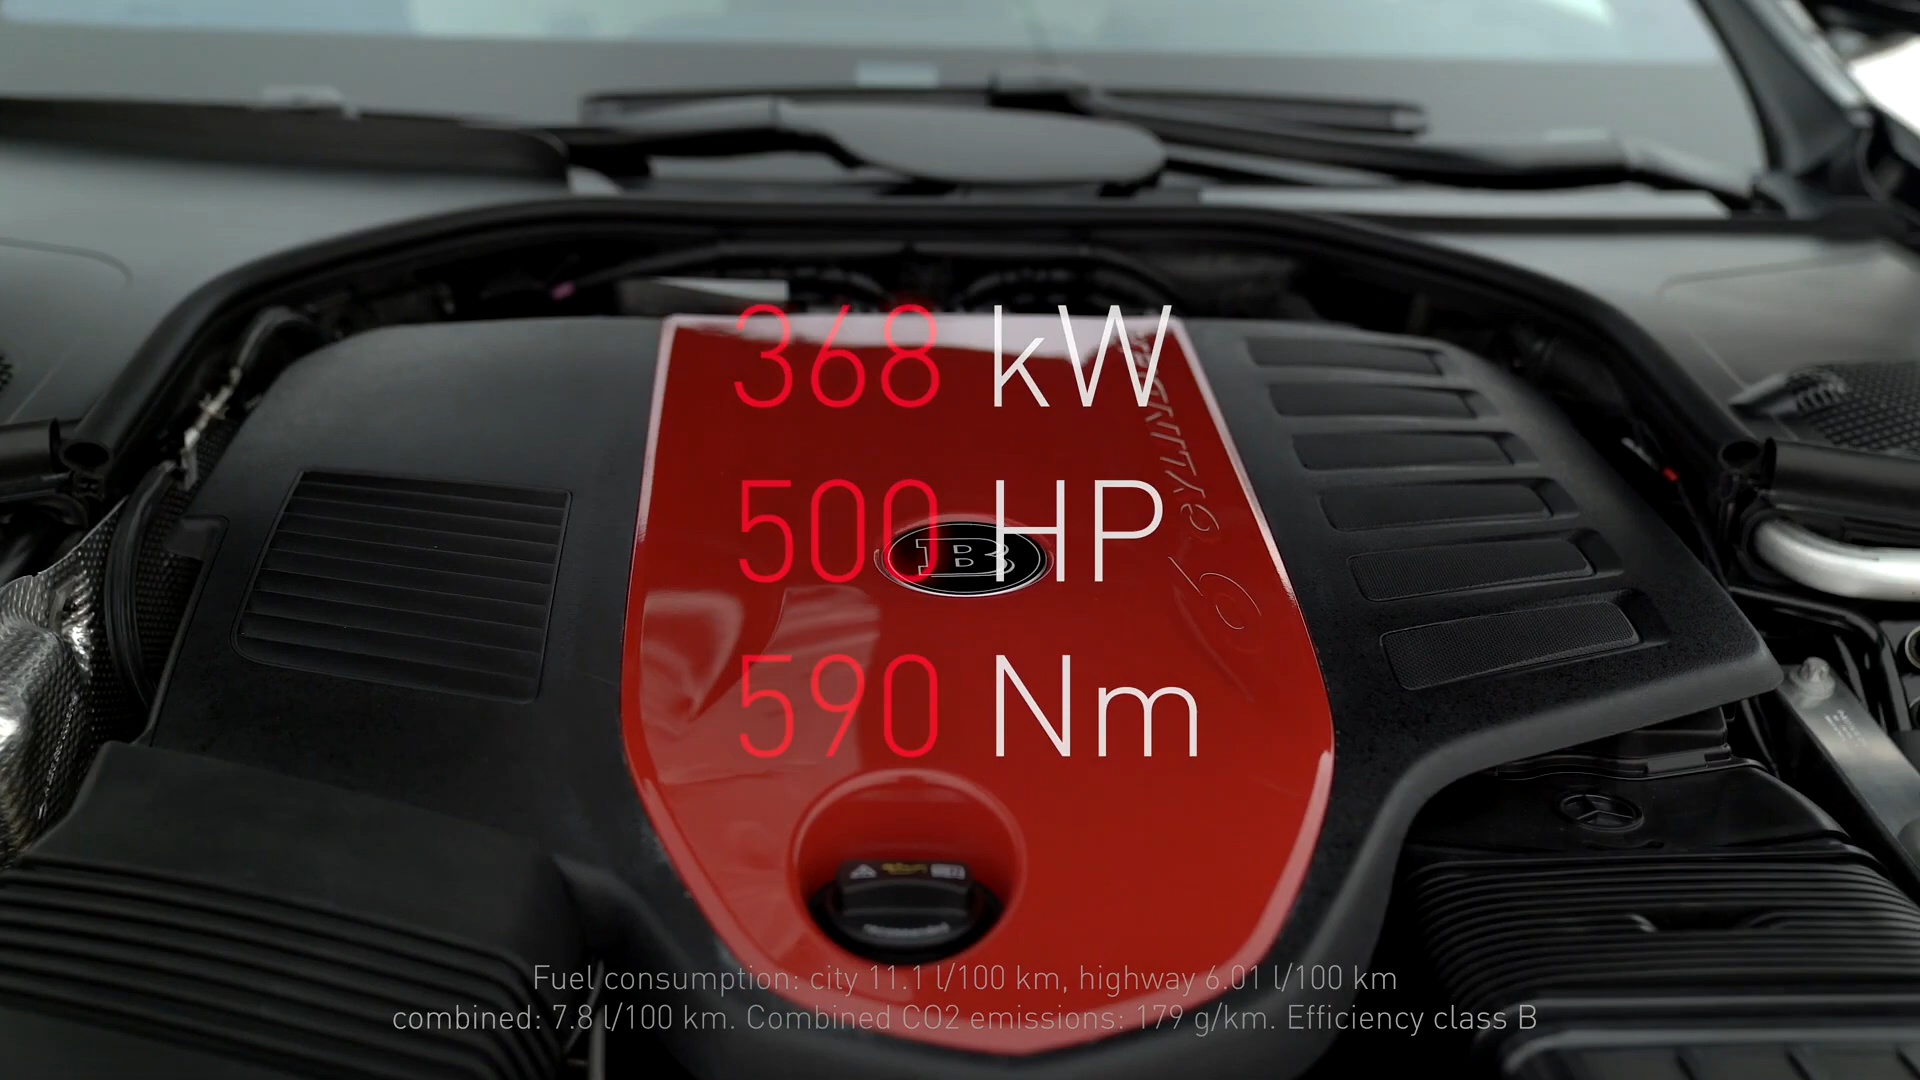 368 kW
500 HP
B
590 Nm
Fuel consumption: city 11.1 l/100 km, highway 6.01 l/100 km
combined: 7.8 l/100 km. Combined CO2 emissions: 179 g/km. Efficiency class B